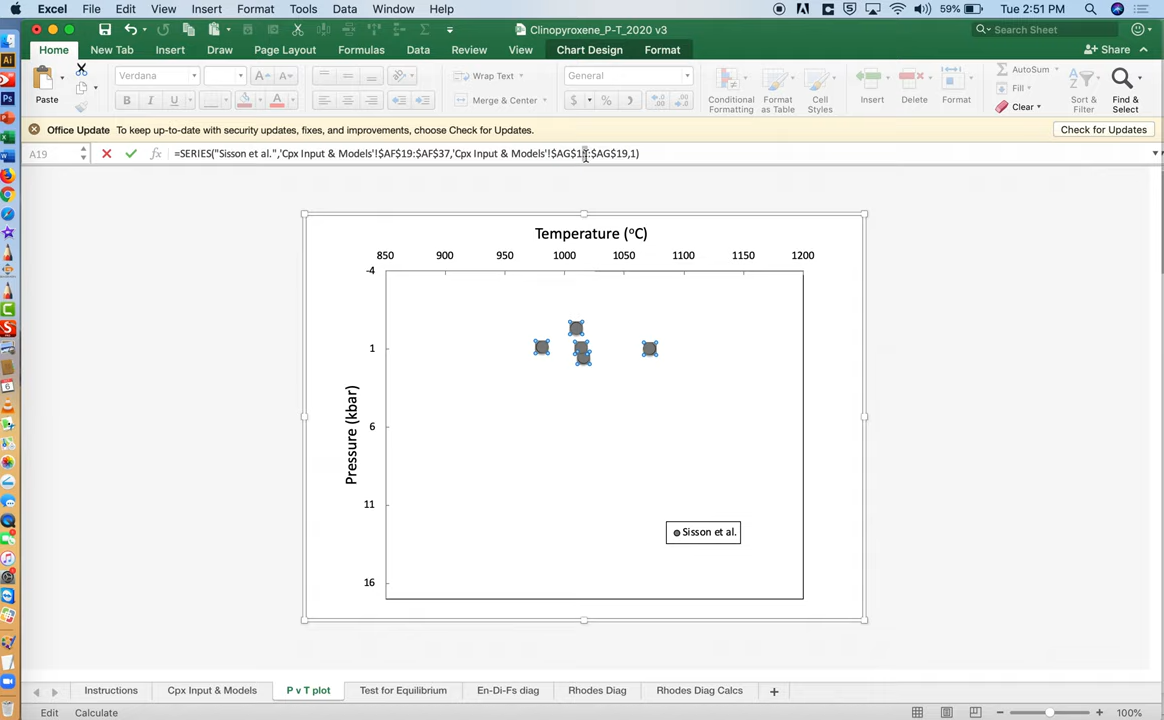 Excel File Edit View Insert Format Tools Data Window Help 59% Tue 2:51 PM
Clinopyroxene_P-T_2020 v3 Search Sheet
Home New Tab Insert Draw Page Layout Formulas Data Review View Chart Design Format Share
Paste Verdana Wrap Text General Conditional Formatting Format as Table Cell Styles Insert Delete Format AutoSum Sort & Filter Find & Select
B I U Merge & Center $ % Fill Clear
Office Update To keep up-to-date with security updates, fixes, and improvements, choose Check for Updates. Check for Updates
A19 fx =SERIES("Sisson et al.",'Cpx Input & Models'!$AF$19:$AF$37,'Cpx Input & Models'!
Temperature (°C)
850 900 950 1000 1050 1100 1150 1200
-4
1
6
11
16
Pressure (kbar)
Sisson et al.
Instructions Cpx Input & Models P v T plot Test for Equilibrium En-Di-Fs diag Rhodes Diag Rhodes Diag Calcs
Edit Calculate 100%